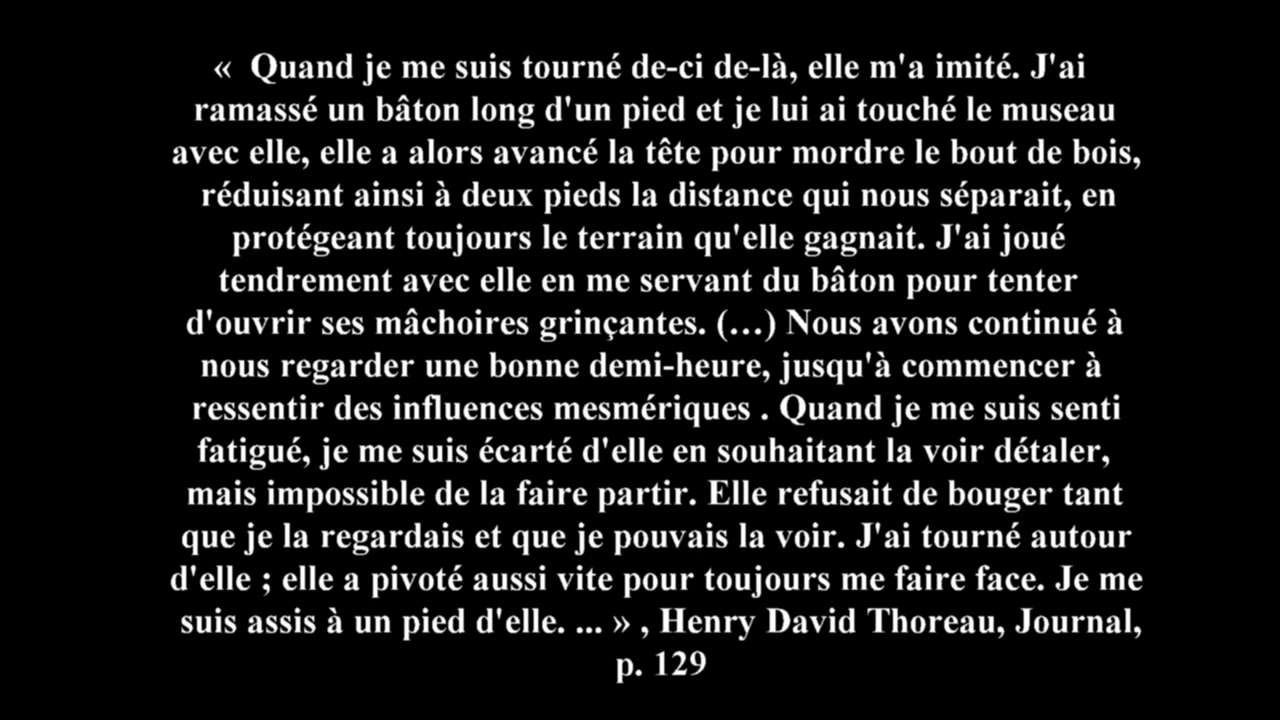 «  Quand je me suis tourné de-ci de-là, elle m'a imité. J'ai
ramassé un bâton long d'un pied et je lui ai touché le museau
avec elle, elle a alors avancé la tête pour mordre le bout de bois,
réduisant ainsi à deux pieds la distance qui nous séparait, en
protégeant toujours le terrain qu'elle gagnait. J'ai joué
tendrement avec elle en me servant du bâton pour tenter
d'ouvrir ses mâchoires grinçantes. (…) Nous avons continué à
nous regarder une bonne demi-heure, jusqu'à commencer à
ressentir des influences mesmériques . Quand je me suis senti
fatigué, je me suis écarté d'elle en souhaitant la voir détaler,
mais impossible de la faire partir. Elle refusait de bouger tant
que je la regardais et que je pouvais la voir. J'ai tourné autour
d'elle ; elle a pivoté aussi vite pour toujours me faire face. Je me
suis assis à un pied d'elle. ... » , Henry David Thoreau, Journal,
p. 129